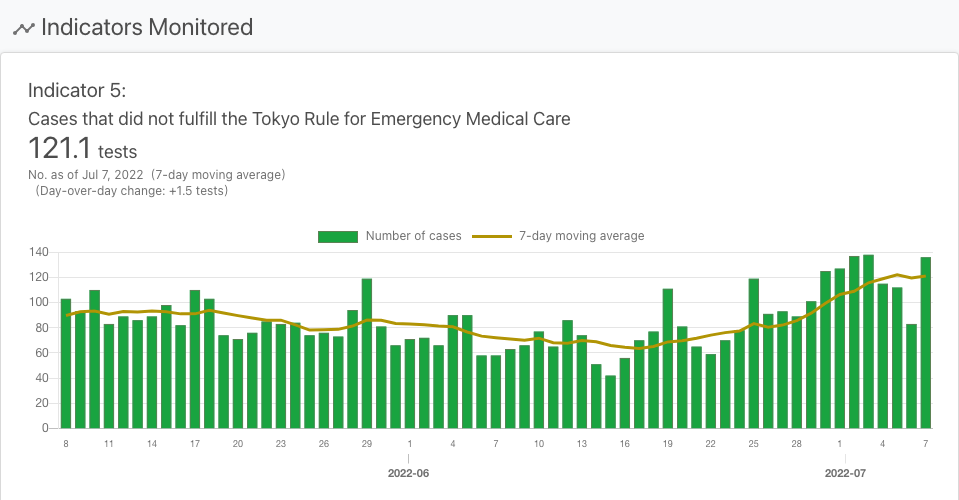 Indicators Monitored
Indicator 5:
Cases that did not fulfill the Tokyo Rule for Emergency Medical Care
121.1 tests
No. as of Jul 7, 2022 (7-day moving average)
(Day-over-day change: +1.5 tests)
Number of cases 7-day moving average
140
120
100
80
60
40
20
0
8 11 14 17 20 23 26 29 1 4 7 10 13 16 19 22 25 28 1 4 7
2022-06 2022-07